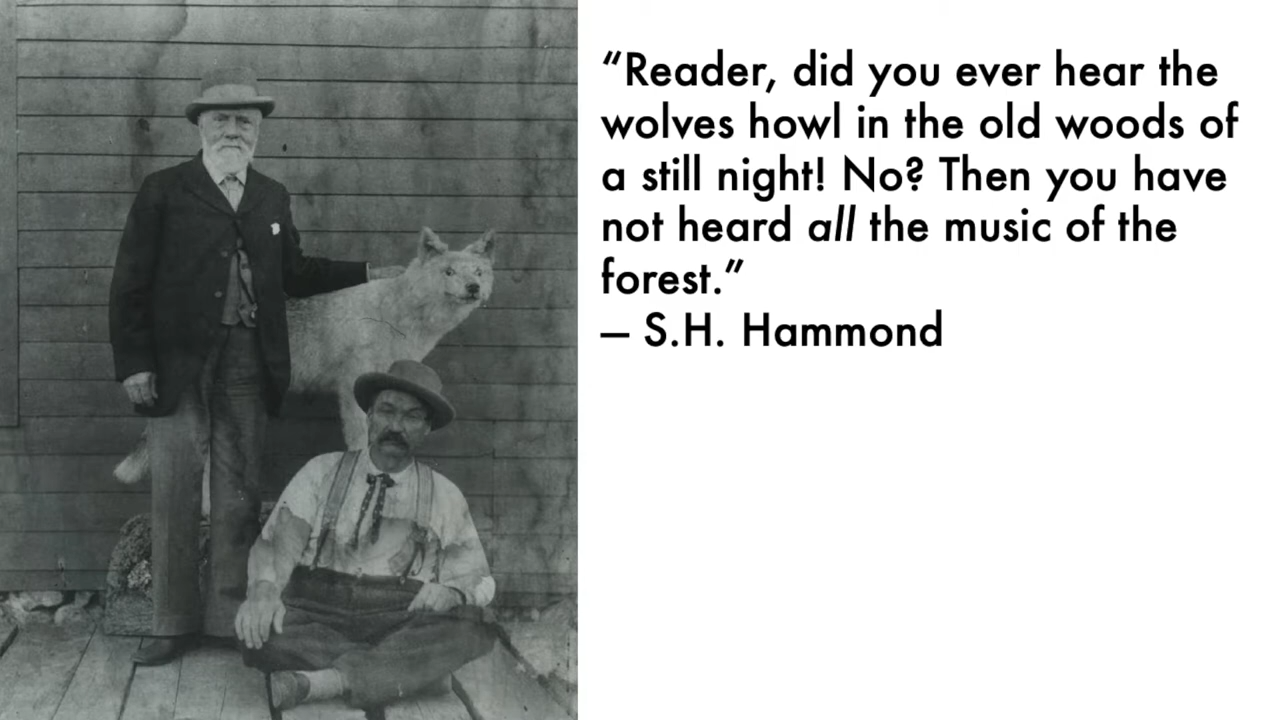 “Reader, did you ever hear the
wolves howl in the old woods of
a still night! No? Then you have
not heard all the music of the
forest.”
— S.H. Hammond